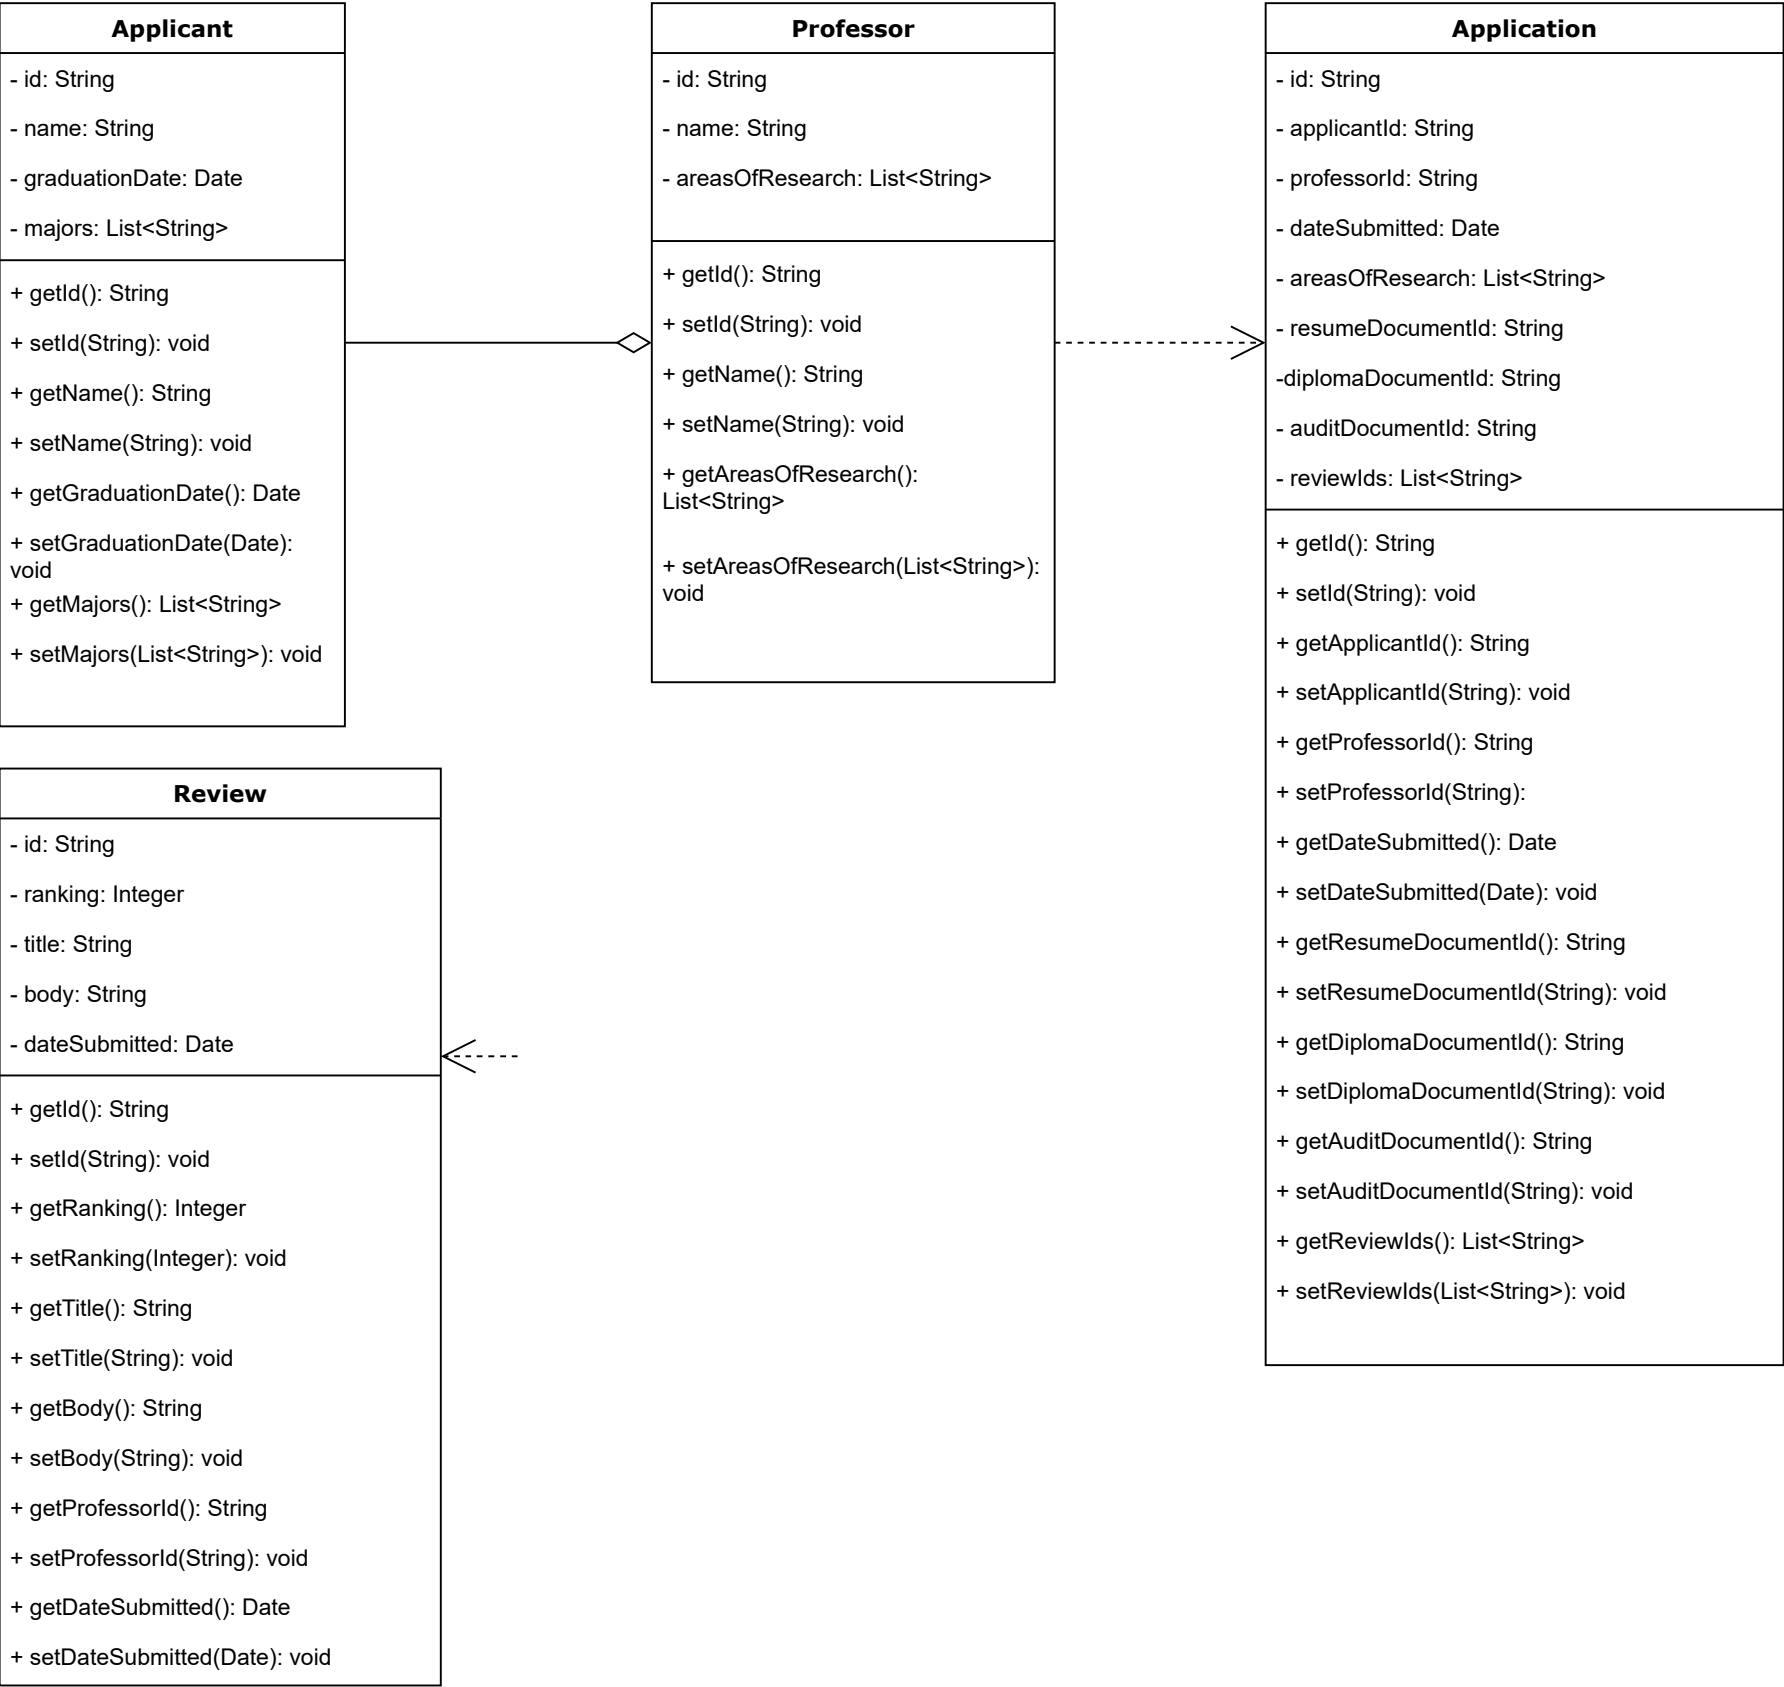 Applicant
- id: String
- name: String
- graduationDate: Date
- majors: List<String>
+ getId(): String
+ setId(String): void
+ getName(): String
+ setName(String): void
+ getGraduationDate(): Date
+ setGraduationDate(Date):
void
+ getMajors(): List<String>
+ setMajors(List<String>): void
Professor
- id: String
- name: String
- areasOfResearch: List<String>
+ getId(): String
+ setId(String): void
+ getName(): String
+ setName(String): void
+ getAreasOfResearch():
List<String>
+ setAreasOfResearch(List<String>):
void
Application
- id: String
- applicantId: String
- professorId: String
- dateSubmitted: Date
- areasOfResearch: List<String>
- resumeDocumentId: String
-diplomaDocumentId: String
- auditDocumentId: String
- reviewIds: List<String>
+ getId(): String
+ setId(String): void
+ getApplicantId(): String
+ setApplicantId(String): void
+ getProfessorId(): String
+ setProfessorId(String):
+ getDateSubmitted(): Date
+ setDateSubmitted(Date): void
+ getResumeDocumentId(): String
+ setResumeDocumentId(String): void
+ getDiplomaDocumentId(): String
+ setDiplomaDocumentId(String): void
+ getAuditDocumentId(): String
+ setAuditDocumentId(String): void
+ getReviewIds(): List<String>
+ setReviewIds(List<String>): void
Review
- id: String
- ranking: Integer
- title: String
- body: String
- dateSubmitted: Date
+ getId(): String
+ setId(String): void
+ getRanking(): Integer
+ setRanking(Integer): void
+ getTitle(): String
+ setTitle(String): void
+ getBody(): String
+ setBody(String): void
+ getProfessorId(): String
+ setProfessorId(String): void
+ getDateSubmitted(): Date
+ setDateSubmitted(Date): void